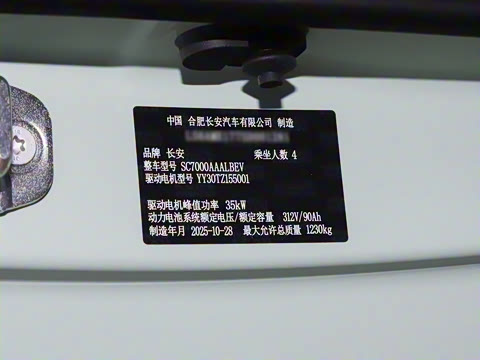 中国 合肥长安汽车有限公司 制造
品牌 长安 乘坐人数 4
整车型号 SC7000AAALBEV
驱动电机型号 YY30TZ155001
驱动电机峰值功率 35kW
动力电池系统额定电压/额定容量 312V/90Ah
制造年月 2025-10-28 最大允许总质量 1230kg